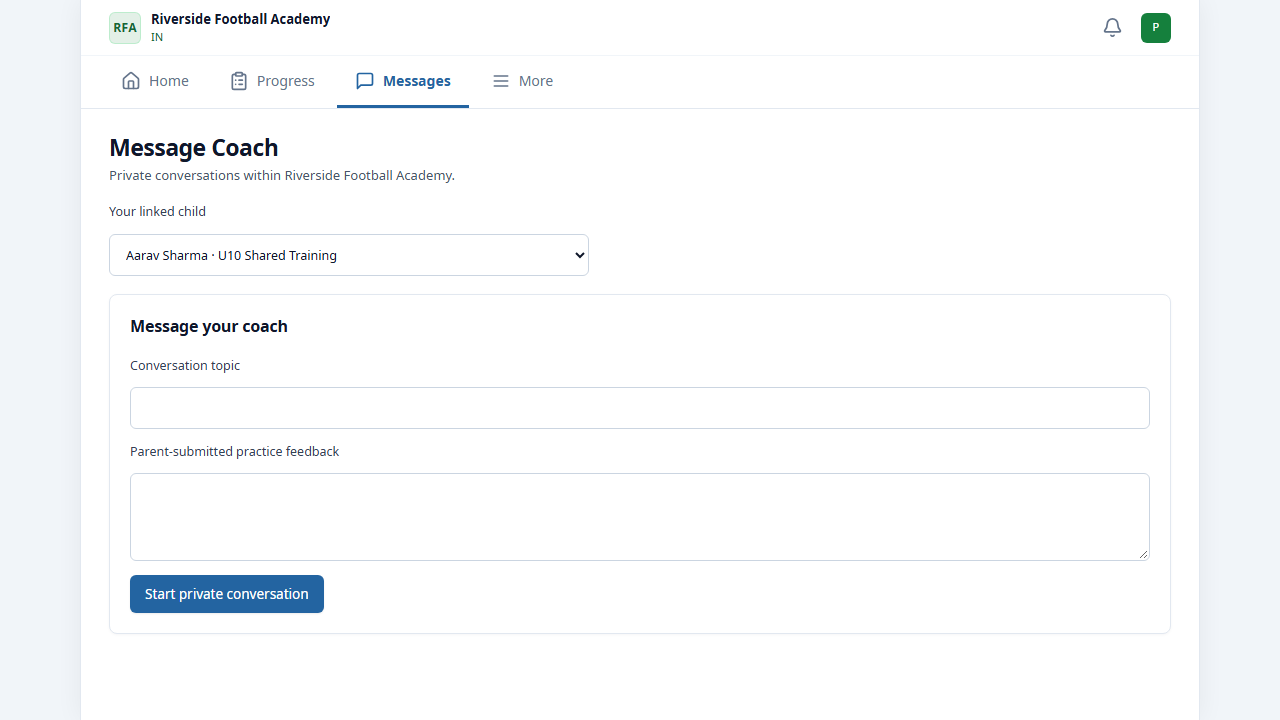 RFA
Riverside Football Academy
IN
P
Home
Progress
Messages
More
Message Coach
Private conversations within Riverside Football Academy.
Your linked child
Aarav Sharma · U10 Shared Training
Message your coach
Conversation topic
Parent-submitted practice feedback
Start private conversation